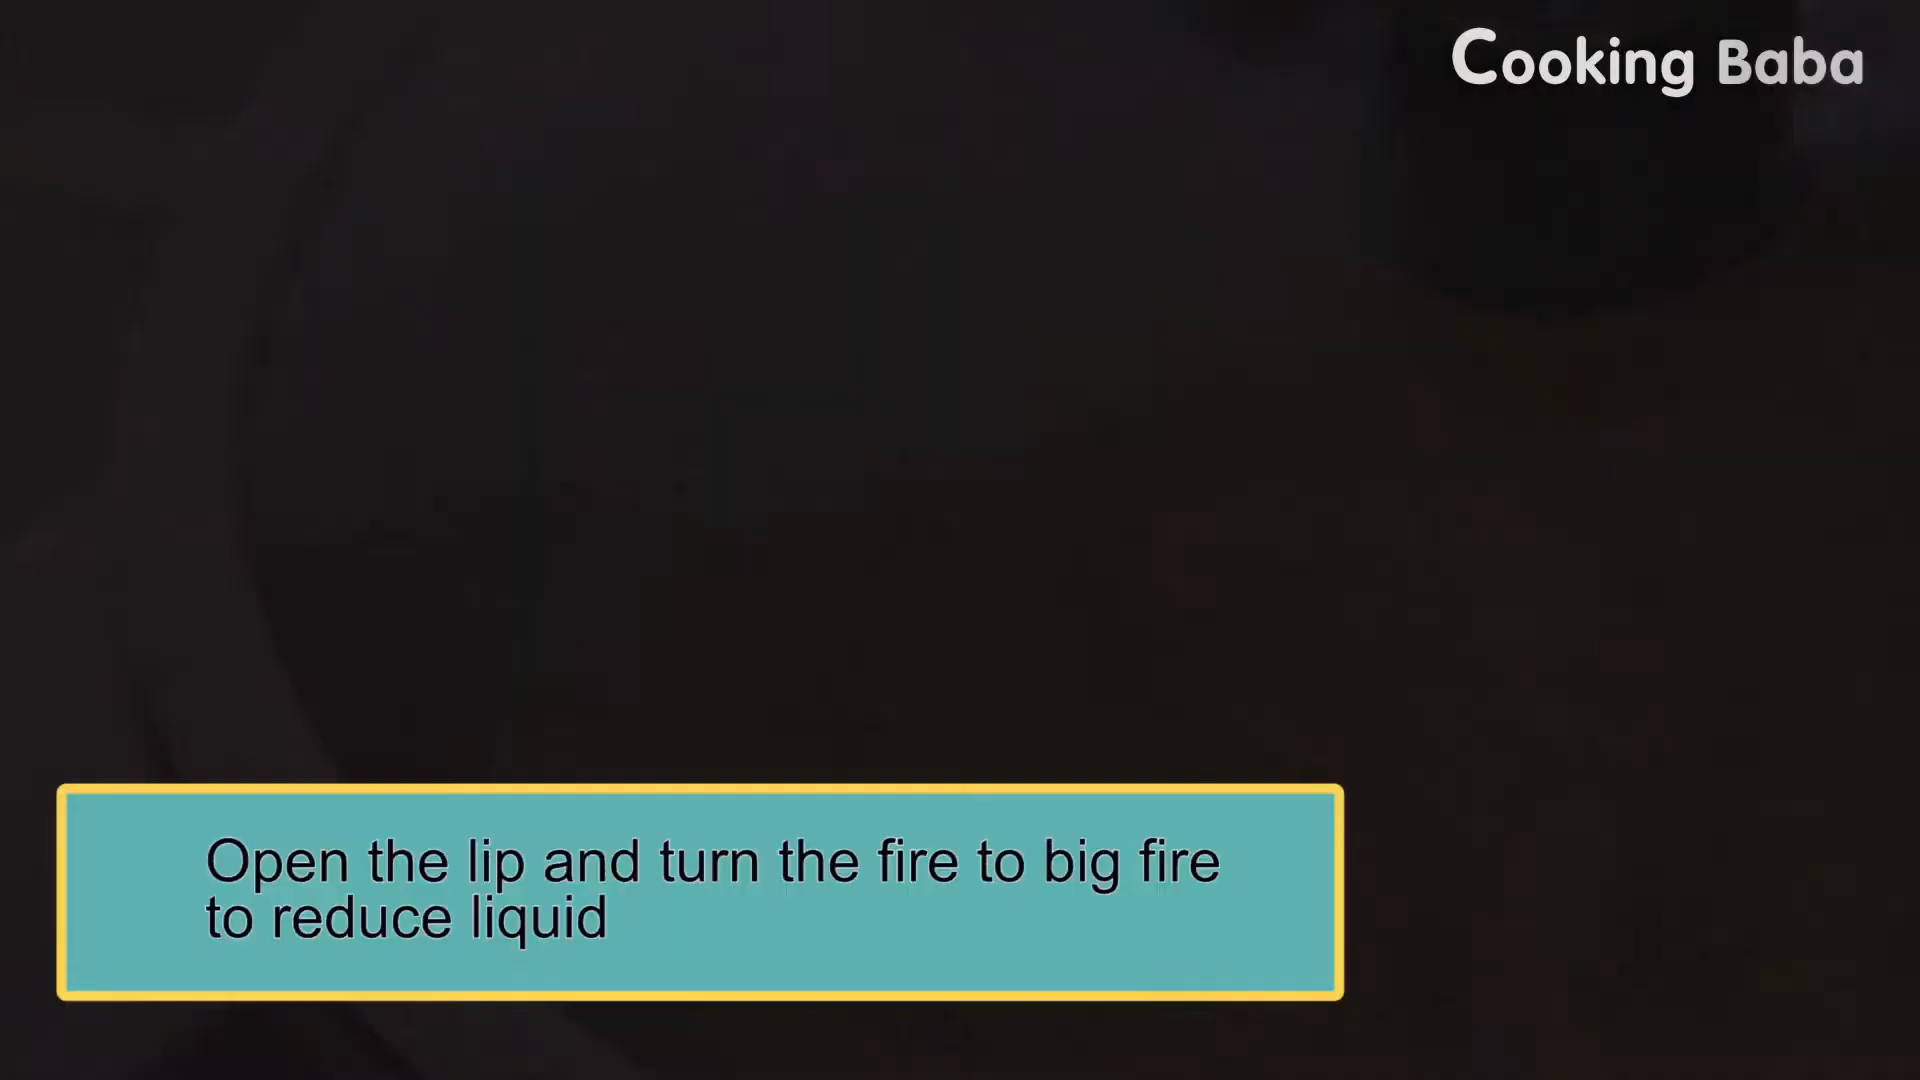 Cooking Baba
Open the lip and turn the fire to big fire
to reduce liquid